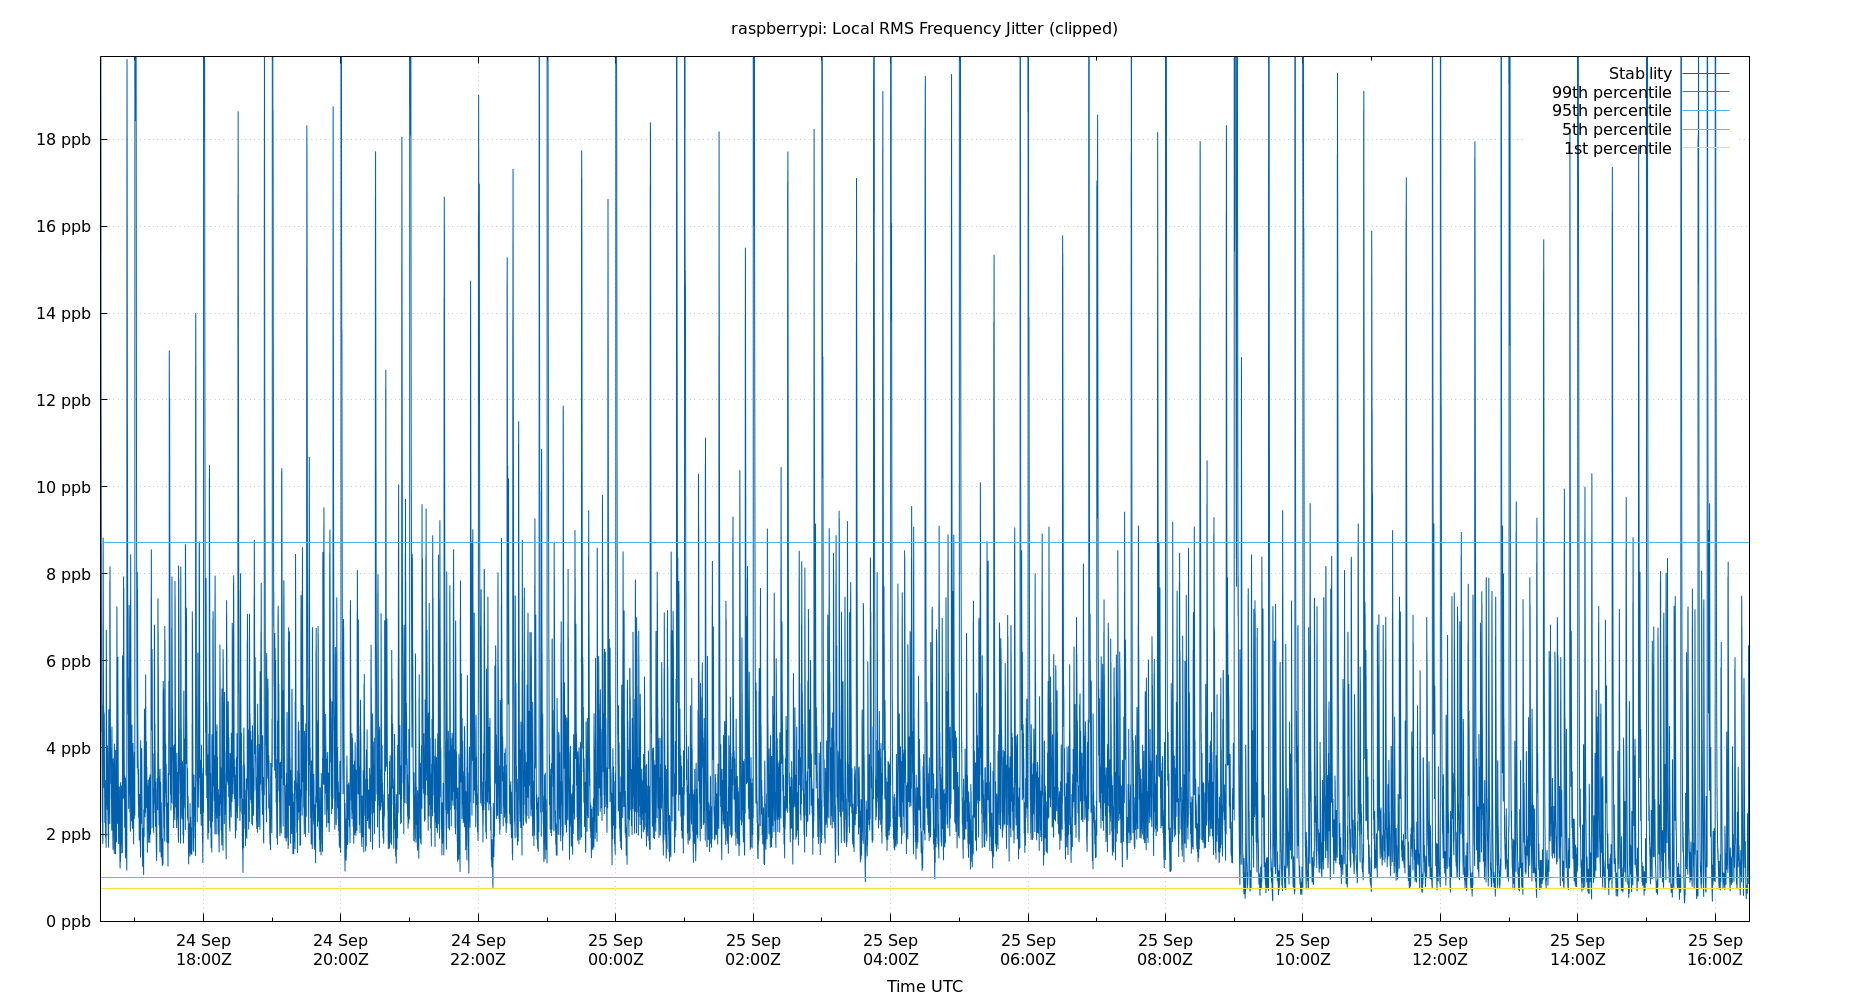 raspberrypi: Local RMS Frequency Jitter (clipped)
Stability
99th percentile
95th percentile
5th percentile
1st percentile
18 ppb
16 ppb
14 ppb
12 ppb
10 ppb
8 ppb
6 ppb
4 ppb
2 ppb
0 ppb
24 Sep 24 Sep 24 Sep 25 Sep 25 Sep 25 Sep 25 Sep 25 Sep 25 Sep 25 Sep 25 Sep 25 Sep
18:00Z 20:00Z 22:00Z 00:00Z 02:00Z 04:00Z 06:00Z 08:00Z 10:00Z 12:00Z 14:00Z 16:00Z
Time UTC